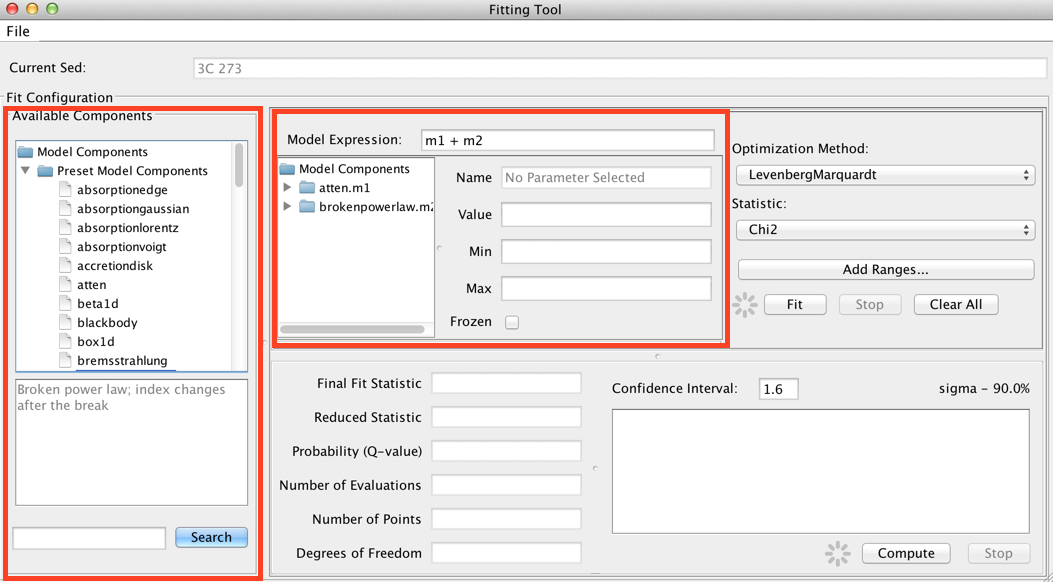 Fitting Tool
File
Current Sed: 3C 273
Fit Configuration
Available Components
Model Components
Preset Model Components
absorptionedge
absorptiongaussian
absorptionlorentz
absorptionvoigt
accretiondisk
atten
beta1d
blackbody
box1d
bremsstrahlung
Broken power law; index changes
after the break
Search
Model Expression: m1 + m2
Model Components
atten.m1
brokenpowerlaw.m2
Name No Parameter Selected
Value
Min
Max
Frozen
Optimization Method:
LevenbergMarquardt
Statistic:
Chi2
Add Ranges...
Fit Stop Clear All
Final Fit Statistic
Reduced Statistic
Probability (Q-value)
Number of Evaluations
Number of Points
Degrees of Freedom
Confidence Interval: 1.6 sigma - 90.0%
Compute Stop